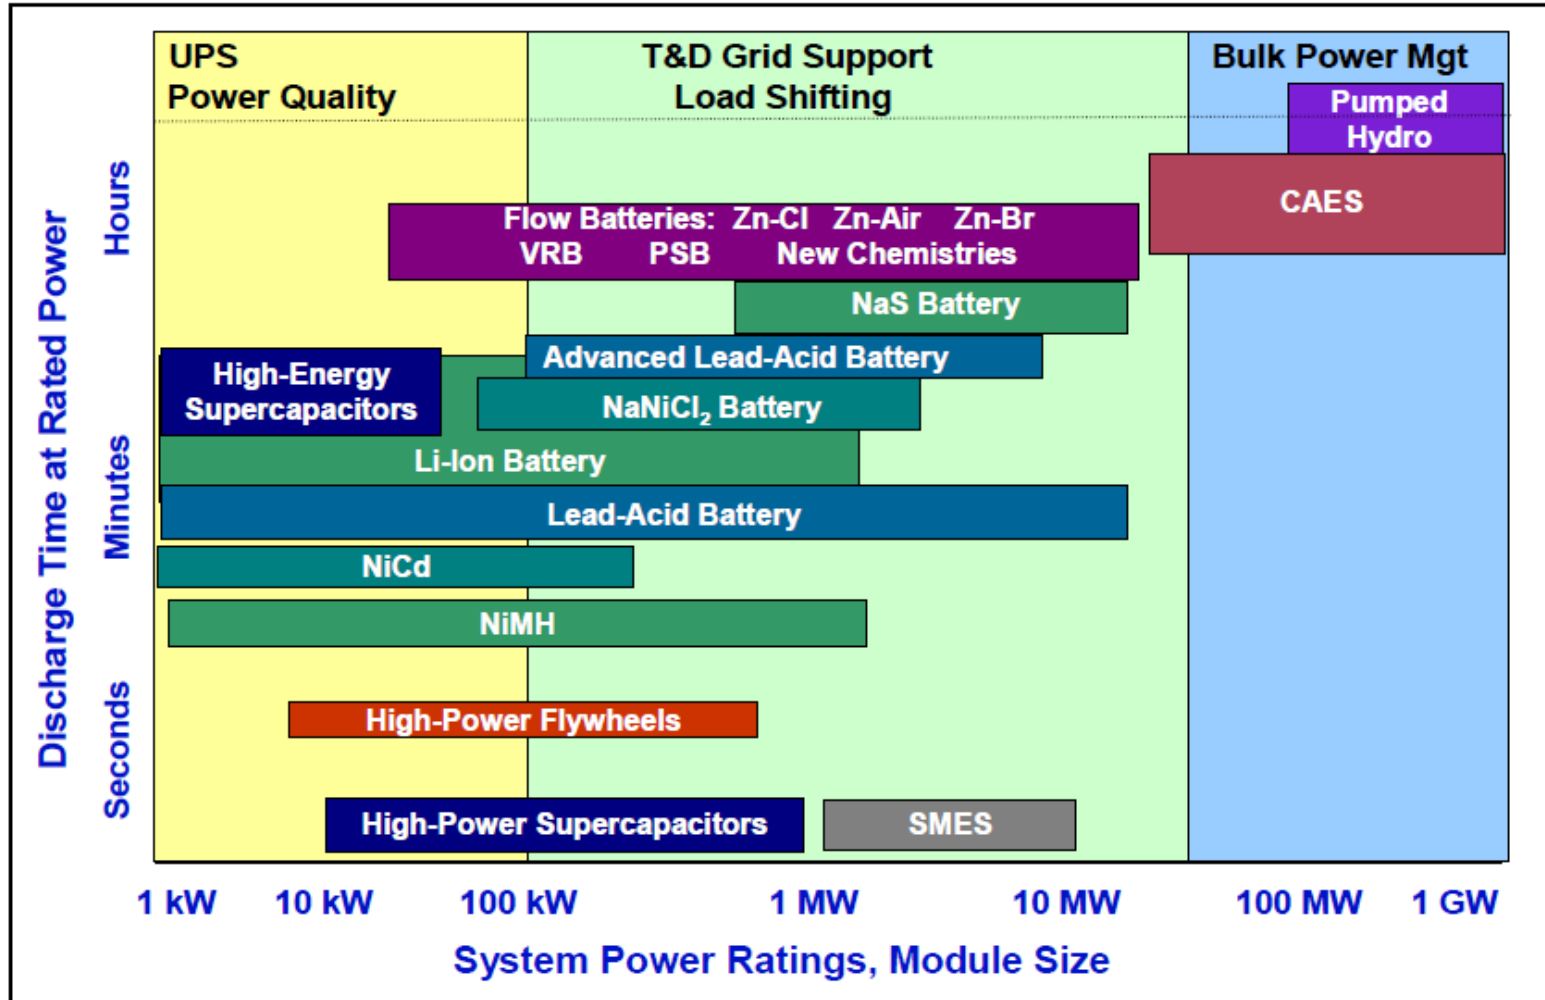 UPS
Power Quality
T&D Grid Support
Load Shifting
Bulk Power Mgt
Pumped
Hydro
CAES
Flow Batteries: Zn-Cl Zn-Air Zn-Br
VRB PSB New Chemistries
NaS Battery
Advanced Lead-Acid Battery
High-Energy
Supercapacitors
NaNiCl₂ Battery
Li-Ion Battery
Lead-Acid Battery
NiCd
NiMH
High-Power Flywheels
High-Power Supercapacitors
SMES
Discharge Time at Rated Power
Hours
Minutes
Seconds
1 kW 10 kW 100 kW 1 MW 10 MW 100 MW 1 GW
System Power Ratings, Module Size